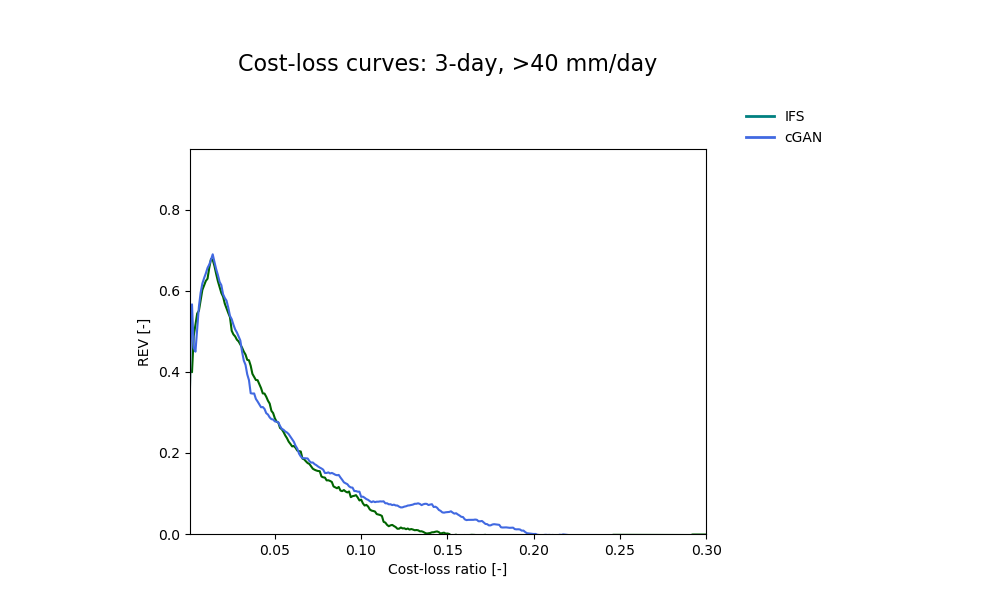 Cost-loss curves: 3-day, >40 mm/day
IFS
cGAN
0.8
0.6
0.4
0.2
0.0
REV [-]
0.05 0.10 0.15 0.20 0.25 0.30
Cost-loss ratio [-]